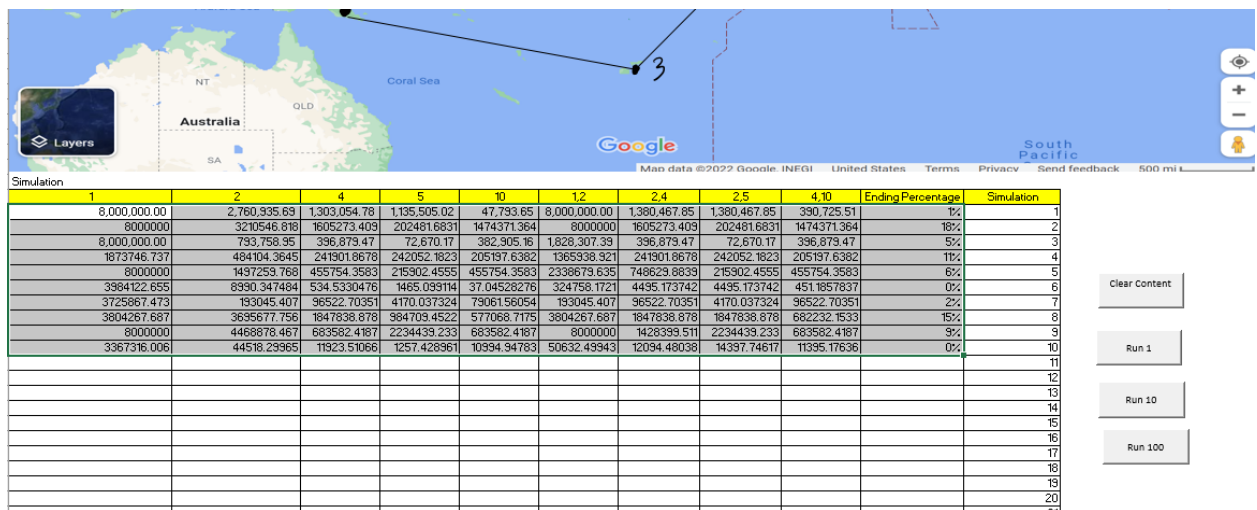 NT
QLD
Coral Sea
3
Australia
Layers
SA
Google
South
Pacific
Map data ©2022 Google, INEGI United States Terms Privacy Send feedback 500 mi
Simulation
1 2 4 5 10 1,2 2,4 2,5 4,10 Ending Percentage Simulation
8,000,000.00 2,760,935.69 1,303,054.78 1,135,505.02 47,793.65 8,000,000.00 1,380,467.85 1,380,467.85 390,725.51 1% 1
8000000 3210546.818 1605273.409 202481.6831 1474371.364 8000000 1605273.409 202481.6831 1474371.364 18% 2
8,000,000.00 793,758.95 396,879.47 72,670.17 382,905.16 1,828,307.39 396,879.47 72,670.17 396,879.47 5% 3
1873746.737 484104.3645 241901.8678 242052.1823 205197.6382 1365938.921 241901.8678 242052.1823 205197.6382 11% 4
8000000 1497259.768 455754.3583 215902.4555 455754.3583 2338679.635 748629.8839 215902.4555 455754.3583 6% 5
3984122.655 8990.347484 534.5330476 1465.099114 37.04528276 324758.1721 4495.173742 4495.173742 451.1857837 0% 6
3725867.473 193045.407 96522.70351 4170.037324 79061.56054 193045.407 96522.70351 4170.037324 96522.70351 2% 7
3804267.687 3695677.756 1847838.878 984709.4522 577068.7175 3804267.687 1847838.878 1847838.878 682232.1533 15% 8
8000000 4468878.467 683582.4187 2234439.233 683582.4187 8000000 1428399.511 2234439.233 683582.4187 9% 9
3367316.006 44518.29965 11923.51066 1257.428961 10994.94783 50632.49943 12094.48038 14397.74617 11395.17636 0% 10
11
12
13
14
15
16
17
18
19
20
Clear Content
Run 1
Run 10
Run 100